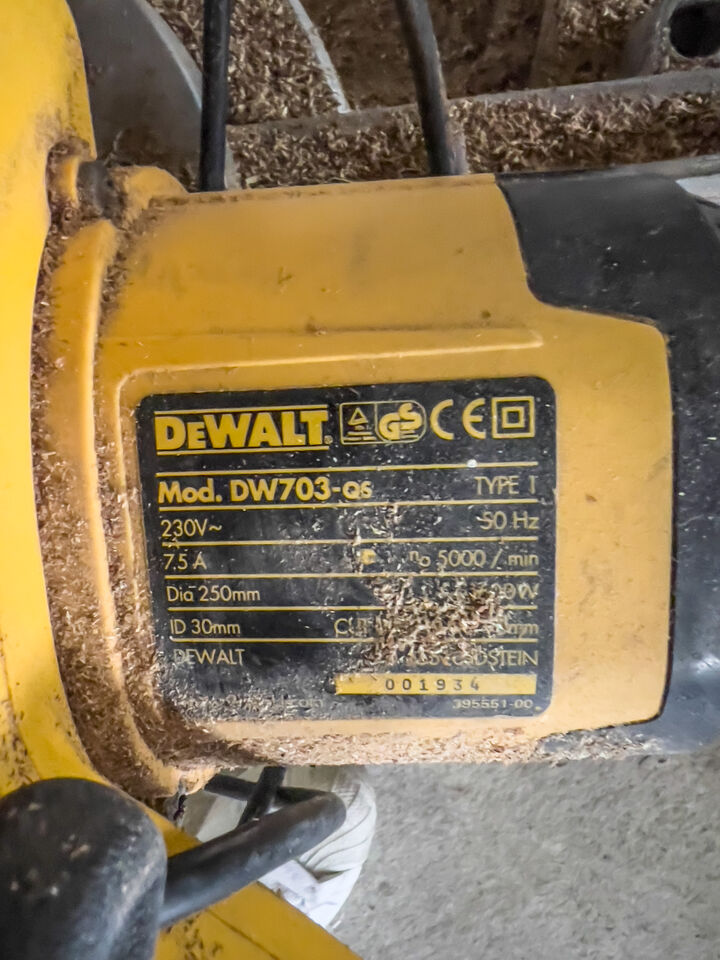 DEWALT
GS CE
Mod. DW703-QS TYPE 1
230V~ 50 Hz
7.5 A n₀ 5000 / min
Dia 250mm
ID 30mm
DEWALT
001934
395551-00